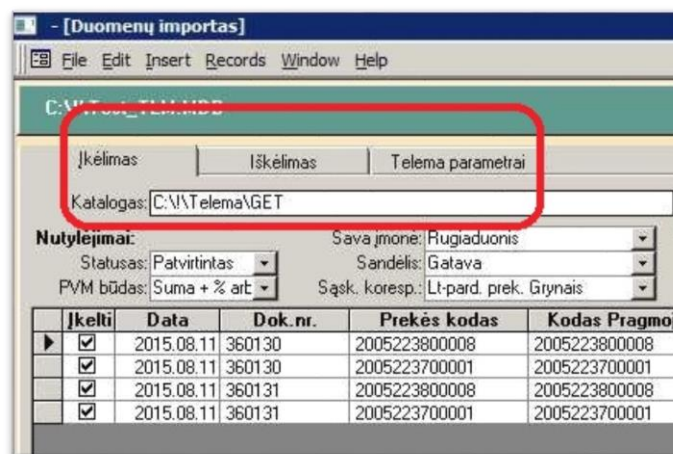 - [Duomenų importas]
File Edit Insert Records Window Help
Įkėlimas Iškėlimas Telema parametrai
Katalogas: C:\I\Telema\GET
Nutylėjimai: Sava įmonė: Rugiaduonis
Statusas: Patvirtintas Sandėlis: Gatava
PVM būdas: Suma + % arb Sąsk. koresp.: Lt-pard. prek. Grynais
Įkelti Data Dok.nr. Prekės kodas Kodas Pragmoj
2015.08.11 360130 2005223800008 2005223800008
2015.08.11 360130 2005223700001 2005223700001
2015.08.11 360131 2005223800008 2005223800008
2015.08.11 360131 2005223700001 2005223700001